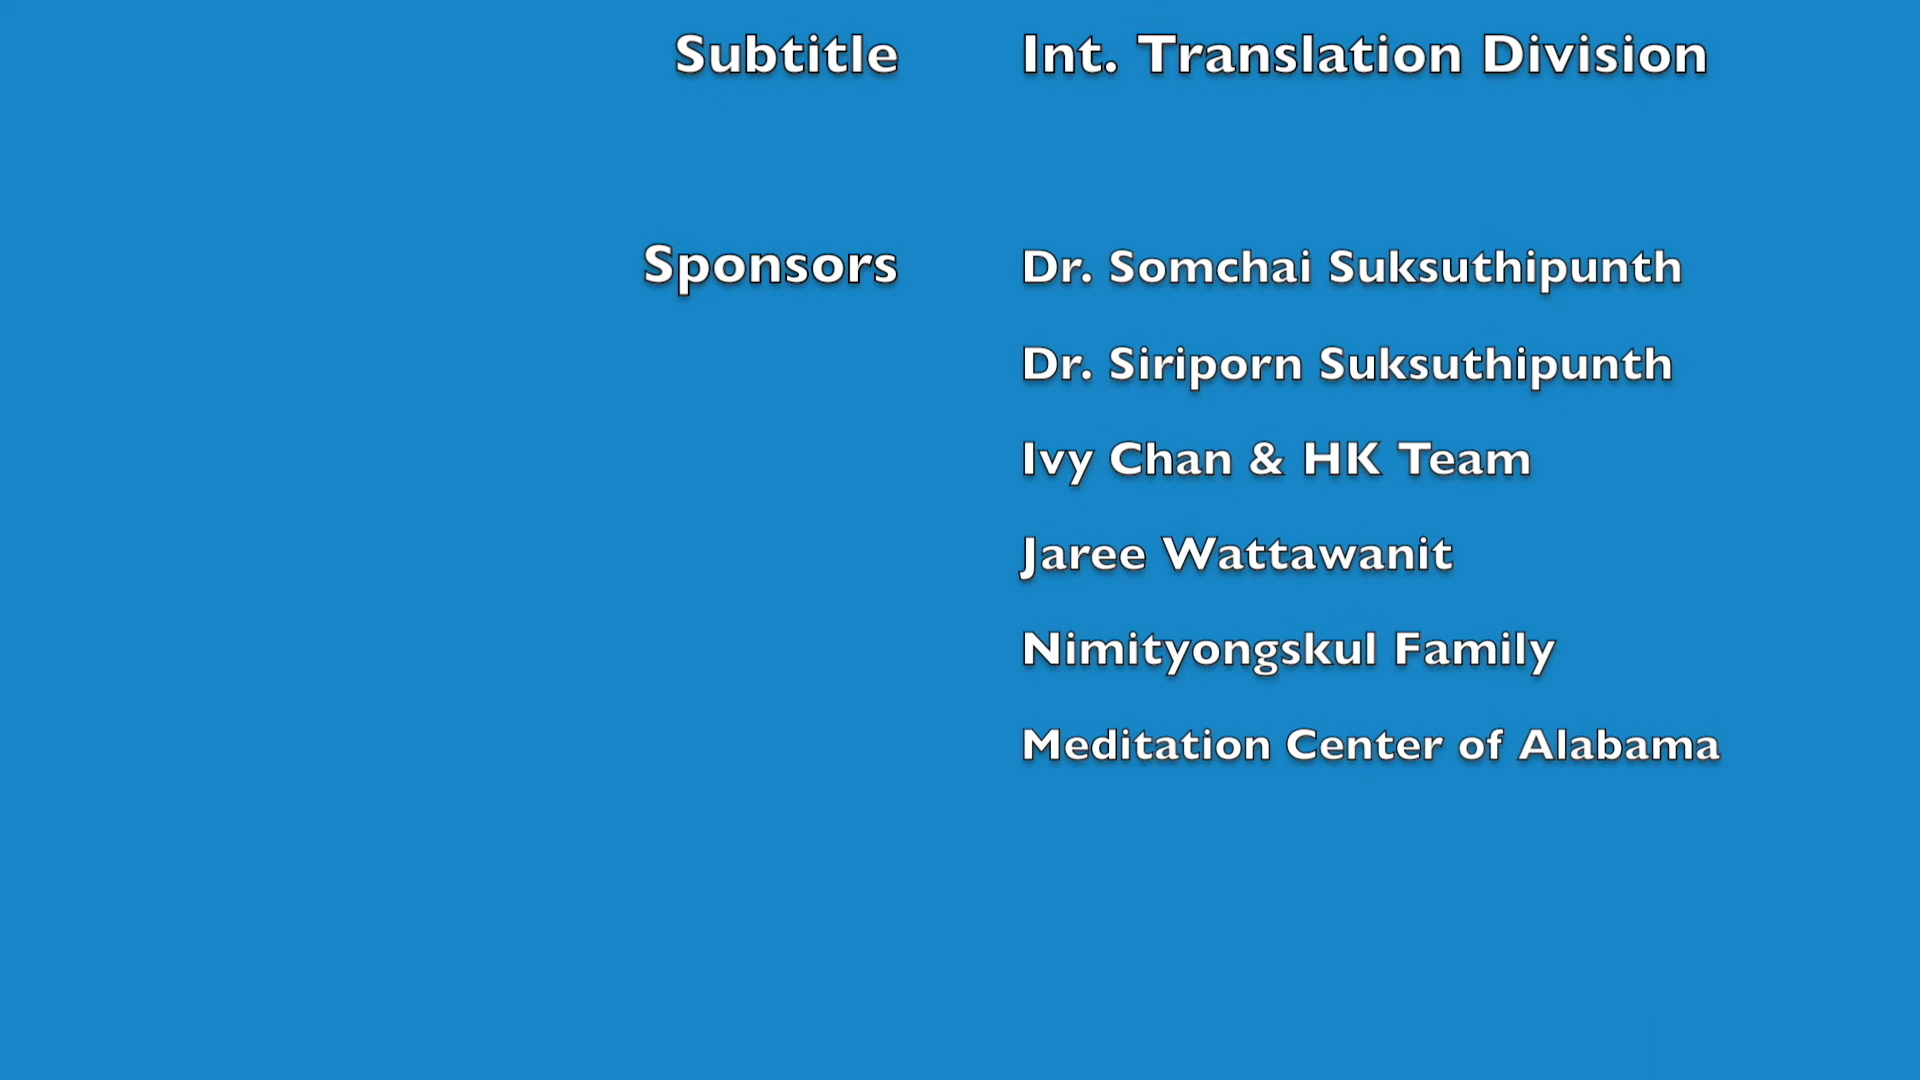 Subtitle Int. Translation Division
Sponsors Dr. Somchai Suksuthipunth
Dr. Siriporn Suksuthipunth
Ivy Chan & HK Team
Jaree Wattawanit
Nimityongskul Family
Meditation Center of Alabama